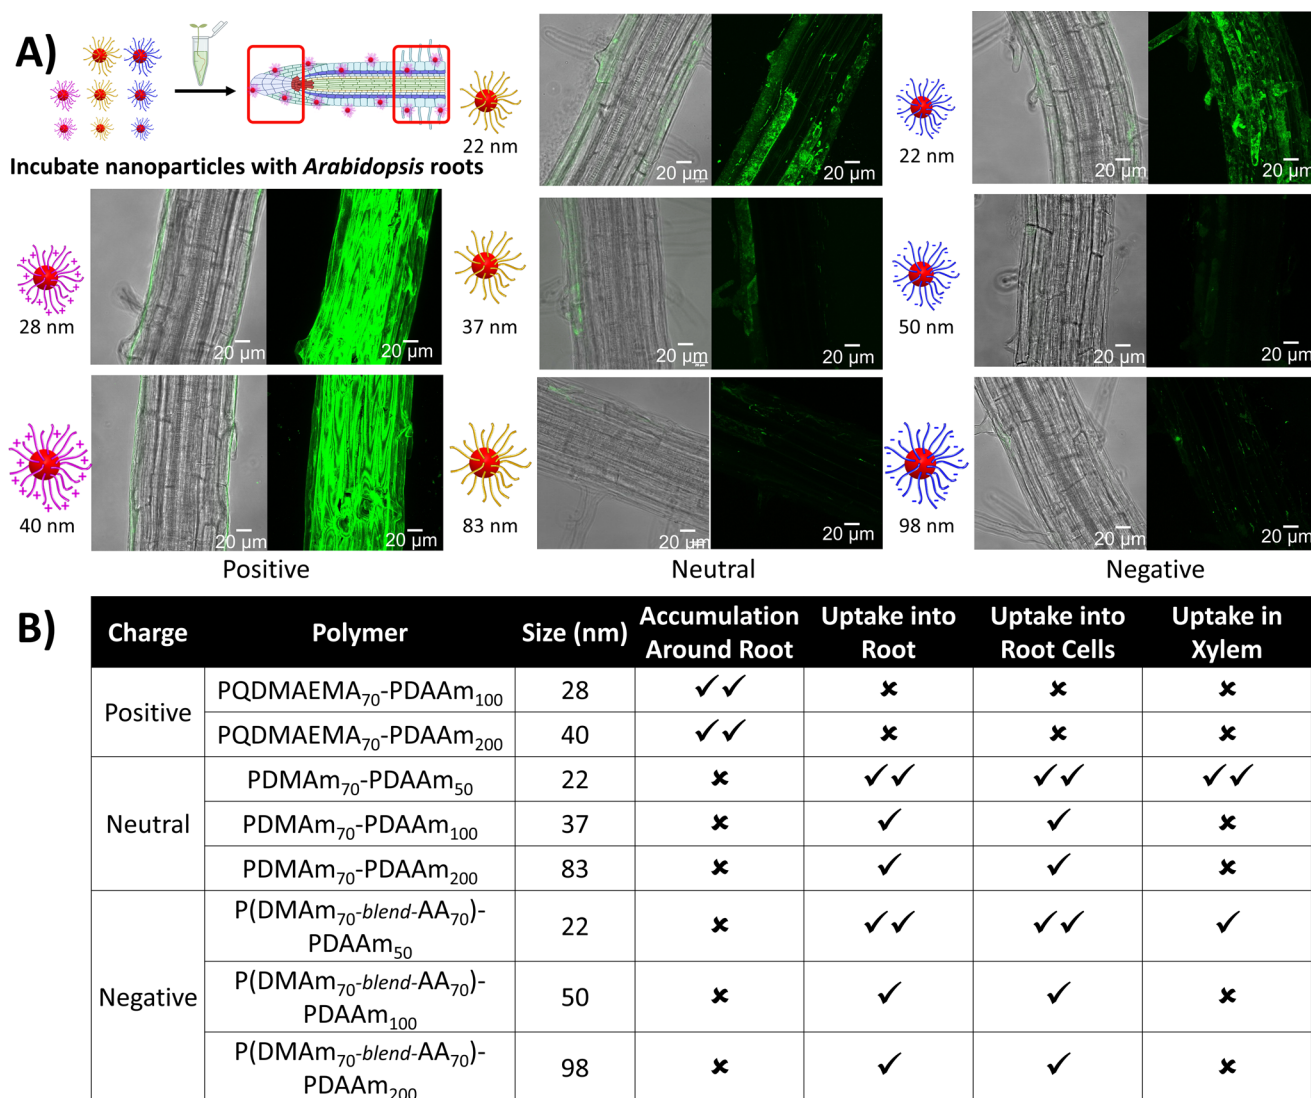 A)
Incubate nanoparticles with Arabidopsis roots
22 nm
20 µm
20 µm
22 nm
20 µm
20 µm
28 nm
20 µm
20 µm
37 nm
20 µm
20 µm
50 nm
20 µm
20 µm
40 nm
20 µm
20 µm
83 nm
20 µm
20 µm
98 nm
20 µm
20 µm
Positive
Neutral
Negative
B)
Charge Polymer Size (nm) Accumulation Around Root Uptake into Root Uptake into Root Cells Uptake in Xylem
Positive
PQDMAEMA70-PDAAm100 28 ✓✓ ✘ ✘ ✘
PQDMAEMA70-PDAAm200 40 ✓✓ ✘ ✘ ✘
Neutral
PDMAm70-PDAAm50 22 ✘ ✓✓ ✓✓ ✓✓
PDMAm70-PDAAm100 37 ✘ ✓ ✓ ✘
PDMAm70-PDAAm200 83 ✘ ✓ ✓ ✘
Negative
P(DMAm70-blend-AA70)-
PDAAm50 22 ✘ ✓✓ ✓✓ ✓
P(DMAm70-blend-AA70)-
PDAAm100 50 ✘ ✓ ✓ ✘
P(DMAm70-blend-AA70)-
PDAAm200 98 ✘ ✓ ✓ ✘